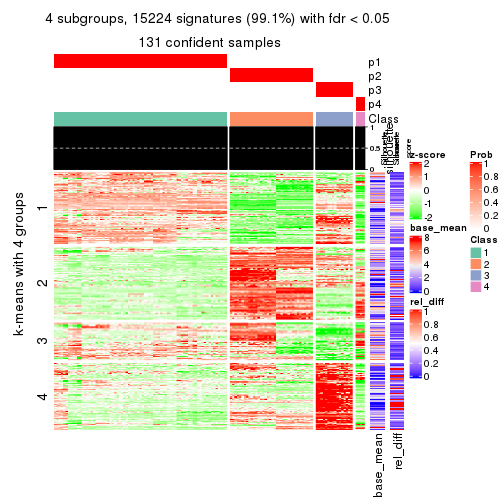 4 subgroups, 15224 signatures (99.1%) with fdr < 0.05
131 confident samples
p1
p2
p3
p4
Class
1
0.5
0
silhouette
k-means with 4 groups
1
2
3
4
base_mean
rel_diff
z-score
2
1
0
-1
-2
base_mean
8
6
4
2
0
rel_diff
1
0.8
0.6
0.4
0.2
0
Prob
1
0.8
0.6
0.4
0.2
0
Class
1
2
3
4